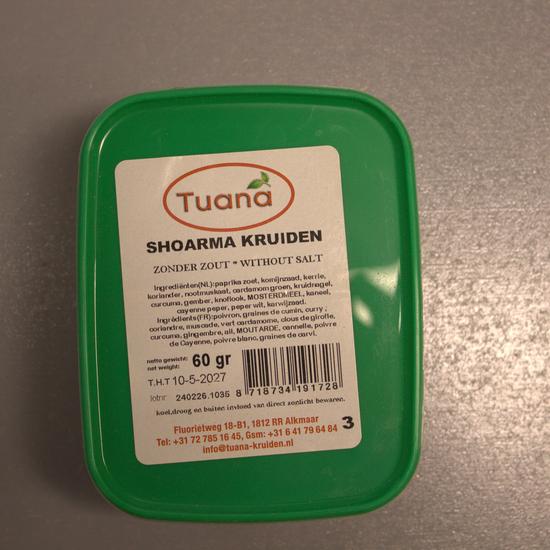 Tuana
SHOARMA KRUIDEN
ZONDER ZOUT * WITHOUT SALT
Ingrediënten(NL):paprika zoet, komijnzaad, kerrie,
koriander, nootmuskaat, cardamom groen, kruidnagel,
curcuma, gember, knoflook, MOSTERDMEEL, kaneel,
cayenne peper, peper wit, karwijzaad.
Ingrédients(FR):poivron, graines de cumin, curry ;
coriandre, muscade, vert cardamome, clous de girofle,
curcuma, gingembre, ail, MOUTARDE, cannelle, poivre
de Cayenne, poivre blanc, graines de carvi.
netto gewicht:
net weight:
60 gr
T.H.T 10-5-2027
lotnr 240226.1035
8 718734 191728
koel,droog en buiten invloed van direct zonlicht bewaren.
Fluorietweg 18-B1, 1812 RR Alkmaar
Tel: +31 72 785 16 45, Gsm: +31 6 41 79 64 84
info@tuana-kruiden.nl
3